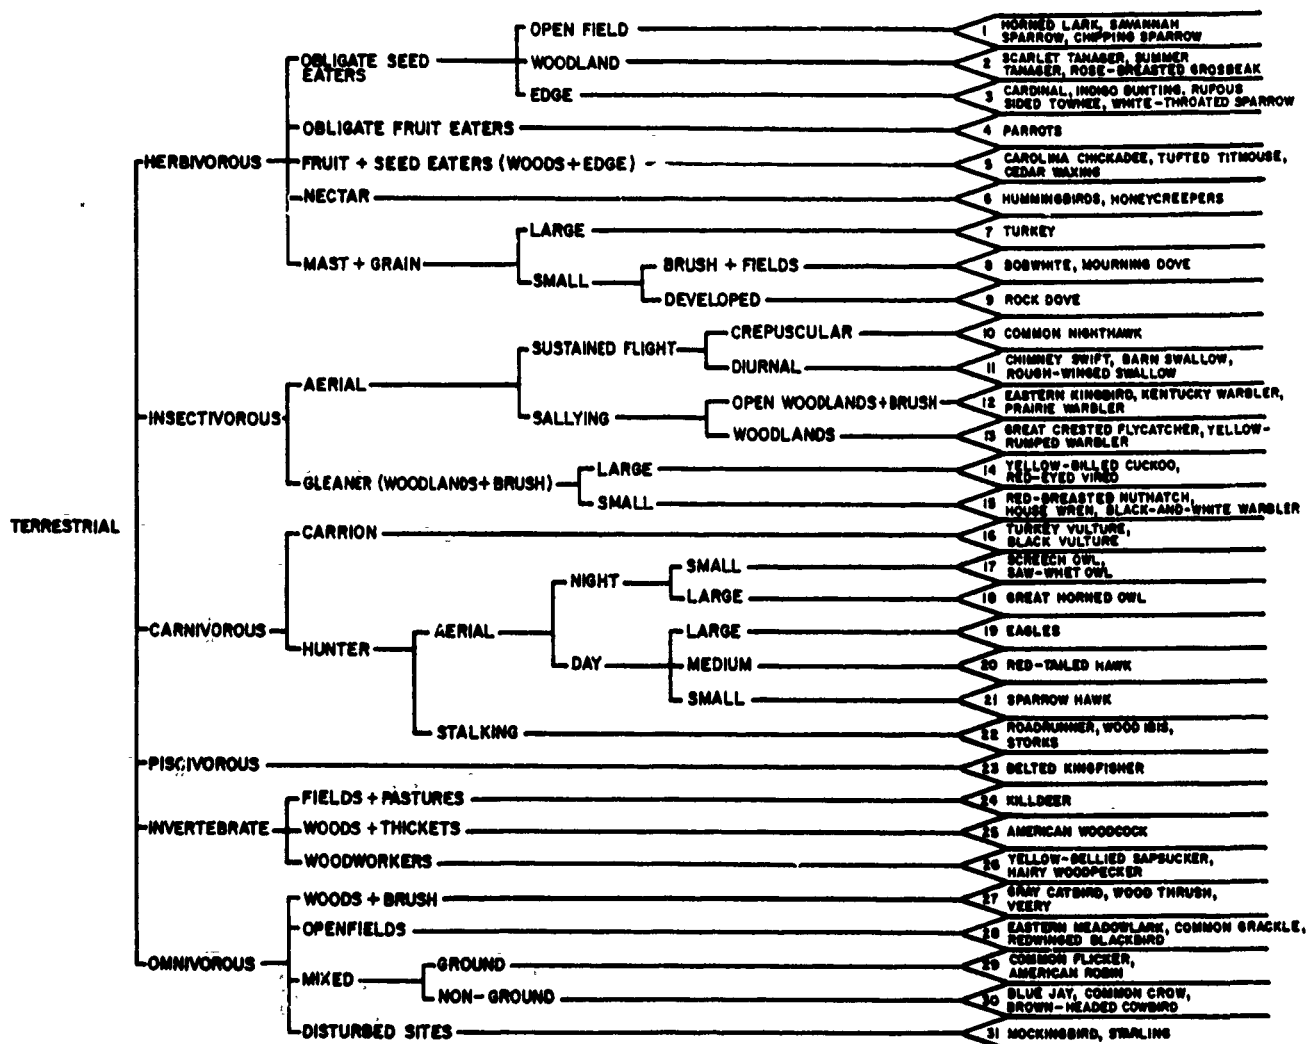 OPEN FIELD
1 HORNED LARK, SAVANNAH
SPARROW, CHIPPING SPARROW
OBLIGATE SEED
EATERS
WOODLAND
2 SCARLET TANAGER, SUMMER
TANAGER, ROSE-BREASTED GROSBEAK
EDGE
3 CARDINAL, INDIGO BUNTING, RUFOUS
SIDED TOWHEE, WHITE-THROATED SPARROW
OBLIGATE FRUIT EATERS
4 PARROTS
HERBIVOROUS
FRUIT + SEED EATERS (WOODS + EDGE)
5 CAROLINA CHICKADEE, TUFTED TITMOUSE,
CEDAR WAXING
NECTAR
6 HUMMINGBIRDS, HONEYCREEPERS
LARGE
7 TURKEY
MAST + GRAIN
BRUSH + FIELDS
8 BOBWHITE, MOURNING DOVE
SMALL
DEVELOPED
9 ROCK DOVE
CREPUSCULAR
10 COMMON NIGHTHAWK
SUSTAINED FLIGHT
DIURNAL
11 CHIMNEY SWIFT, BARN SWALLOW,
ROUGH-WINGED SWALLOW
AERIAL
OPEN WOODLANDS+BRUSH
12 EASTERN KINGBIRD, KENTUCKY WARBLER,
PRAIRIE WARBLER
INSECTIVOROUS
SALLYING
WOODLANDS
13 GREAT CRESTED FLYCATCHER, YELLOW-
RUMPED WARBLER
LARGE
14 YELLOW-BILLED CUCKOO,
RED-EYED VIREO
GLEANER (WOODLANDS+BRUSH)
SMALL
15 RED-BREASTED NUTHATCH,
HOUSE WREN, BLACK-AND-WHITE WARBLER
TERRESTRIAL
CARRION
16 TURKEY VULTURE,
BLACK VULTURE
SMALL
17 SCREECH OWL,
SAW-WHET OWL
NIGHT
LARGE
18 GREAT HORNED OWL
CARNIVOROUS
AERIAL
LARGE
19 EAGLES
HUNTER
DAY
MEDIUM
20 RED-TAILED HAWK
SMALL
21 SPARROW HAWK
STALKING
22 ROADRUNNER, WOOD IBIS,
STORKS
PISCIVOROUS
23 BELTED KINGFISHER
FIELDS + PASTURES
24 KILLDEER
INVERTEBRATE
WOODS + THICKETS
25 AMERICAN WOODCOCK
WOODWORKERS
26 YELLOW-BELLIED SAPSUCKER,
HAIRY WOODPECKER
WOODS + BRUSH
27 GRAY CATBIRD, WOOD THRUSH,
VEERY
OPENFIELDS
28 EASTERN MEADOWLARK, COMMON GRACKLE,
REDWINGED BLACKBIRD
OMNIVOROUS
GROUND
29 COMMON FLICKER,
AMERICAN ROBIN
MIXED
NON-GROUND
30 BLUE JAY, COMMON CROW,
BROWN-HEADED COWBIRD
DISTURBED SITES
31 MOCKINGBIRD, STARLING